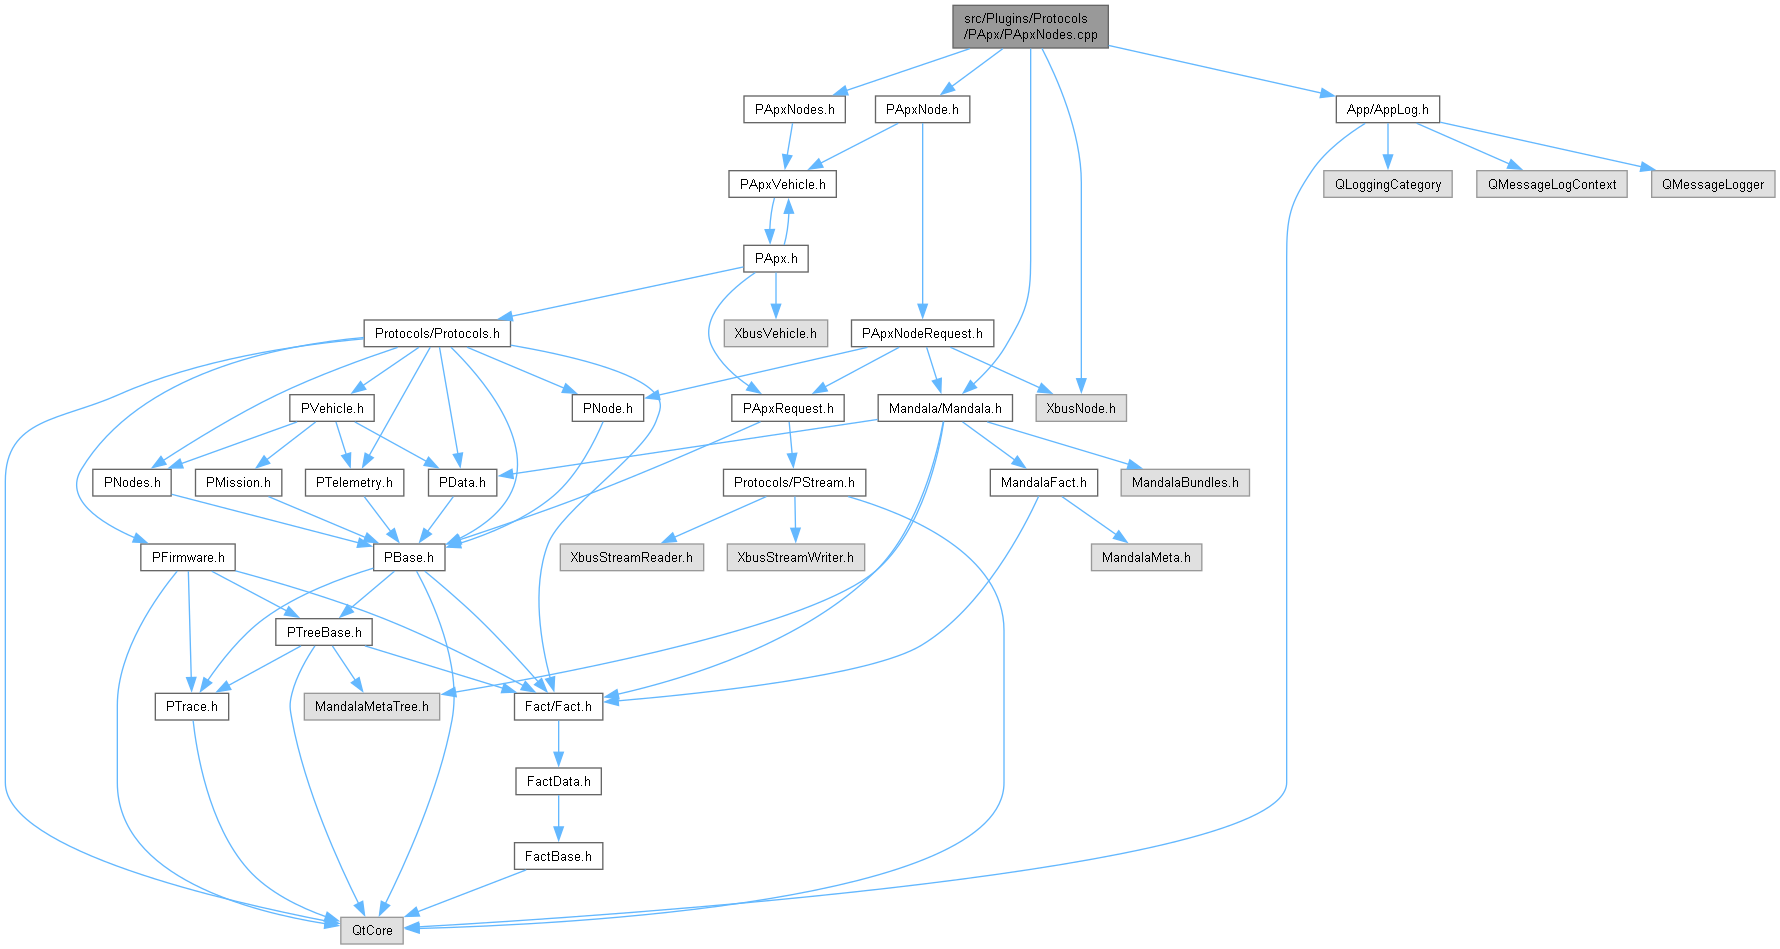 src/Plugins/Protocols
/PApx/PApxNodes.cpp
PApxNodes.h
PApxNode.h
App/AppLog.h
PApxVehicle.h
QLoggingCategory
QMessageLogContext
QMessageLogger
PApx.h
Protocols/Protocols.h
XbusVehicle.h
PApxNodeRequest.h
PVehicle.h
PNode.h
PApxRequest.h
Mandala/Mandala.h
XbusNode.h
PNodes.h
PMission.h
PTelemetry.h
PData.h
Protocols/PStream.h
MandalaFact.h
MandalaBundles.h
PFirmware.h
PBase.h
XbusStreamReader.h
XbusStreamWriter.h
MandalaMeta.h
PTreeBase.h
PTrace.h
MandalaMetaTree.h
Fact/Fact.h
FactData.h
FactBase.h
QtCore